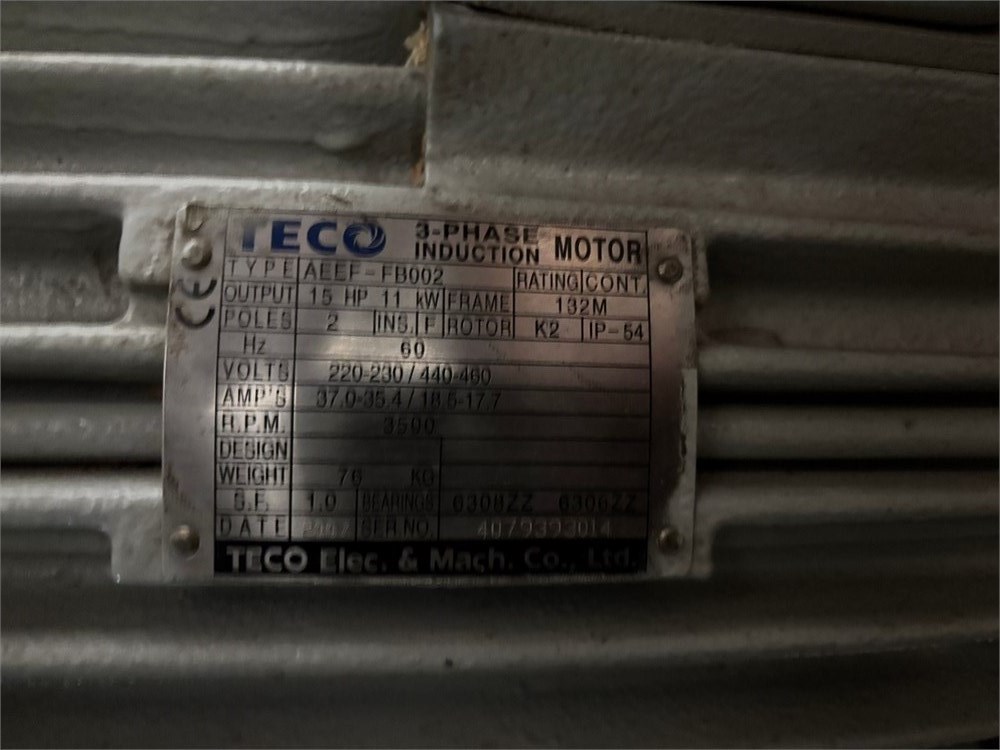 TECO 3-PHASE INDUCTION MOTOR
CE
TYPE AEEF-FB002 RATING CONT.
OUTPUT 15 HP 11 kW FRAME 132M
POLES 2 INS. F ROTOR K2 IP-54
Hz 60
VOLTS 220-230/440-460
AMP'S 37.0-35.4/18.5-17.7
R.P.M. 3500
DESIGN
WEIGHT 76 KG
S.F. 1.0 BEARINGS 6308ZZ 6306ZZ
DATE SER NO. 4079393014
TECO Elec. & Mach. Co., Ltd.